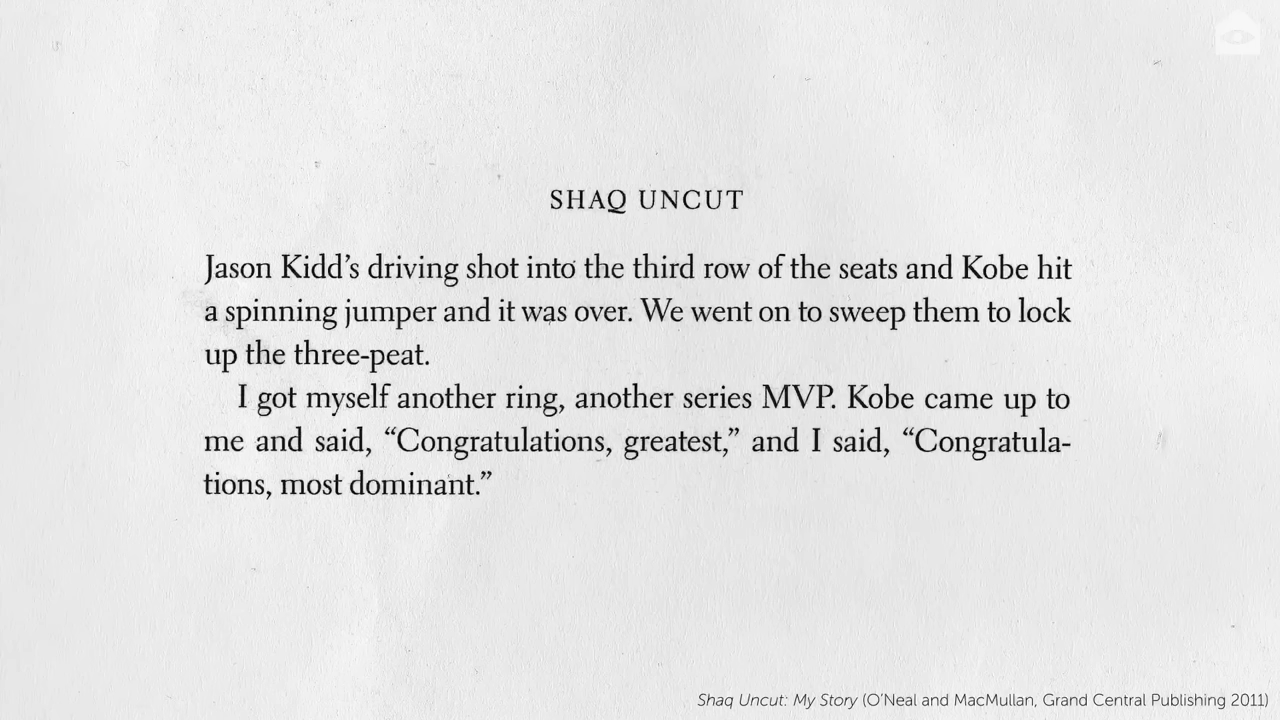 SHAQ UNCUT
Jason Kidd’s driving shot into the third row of the seats and Kobe hit
a spinning jumper and it was over. We went on to sweep them to lock
up the three-peat.
I got myself another ring, another series MVP. Kobe came up to
me and said, “Congratulations, greatest,” and I said, “Congratula-
tions, most dominant.”
Shaq Uncut: My Story (O’Neal and MacMullan, Grand Central Publishing 2011)